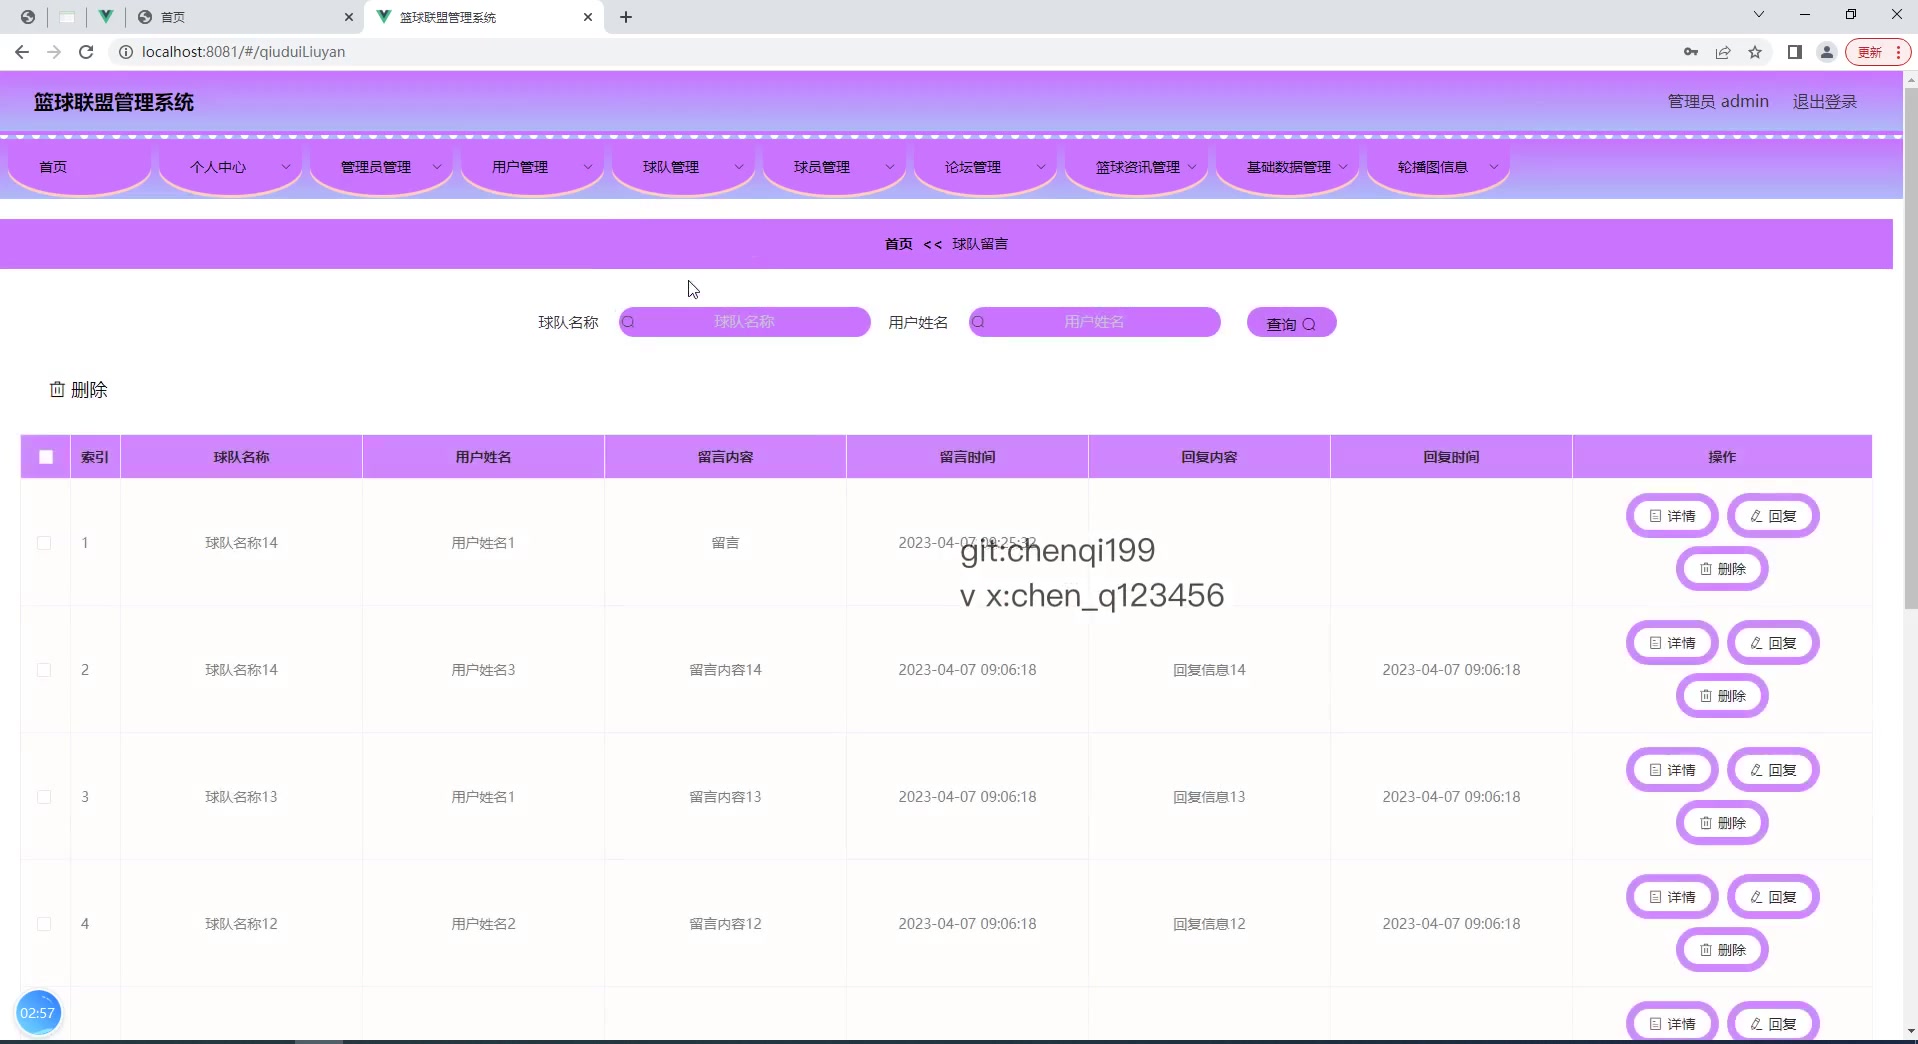 首页
篮球联盟管理系统
localhost:8081/#/qiuduiLiuyan
更新
篮球联盟管理系统
管理员 admin 退出登录
首页 个人中心 管理员管理 用户管理 球队管理 球员管理 论坛管理 篮球资讯管理 基础数据管理 轮播图信息
首页 << 球队留言
球队名称 球队名称 用户姓名 用户姓名 查询
删除
索引 球队名称 用户姓名 留言内容 留言时间 回复内容 回复时间 操作
详情 回复
1 球队名称14 用户姓名1 留言 2023-04-07 09:25:32
git:chenqi199
删除
v x:chen_q123456
详情 回复
2 球队名称14 用户姓名3 留言内容14 2023-04-07 09:06:18 回复信息14 2023-04-07 09:06:18
删除
详情 回复
3 球队名称13 用户姓名1 留言内容13 2023-04-07 09:06:18 回复信息13 2023-04-07 09:06:18
删除
详情 回复
4 球队名称12 用户姓名2 留言内容12 2023-04-07 09:06:18 回复信息12 2023-04-07 09:06:18
删除
02:57
详情 回复